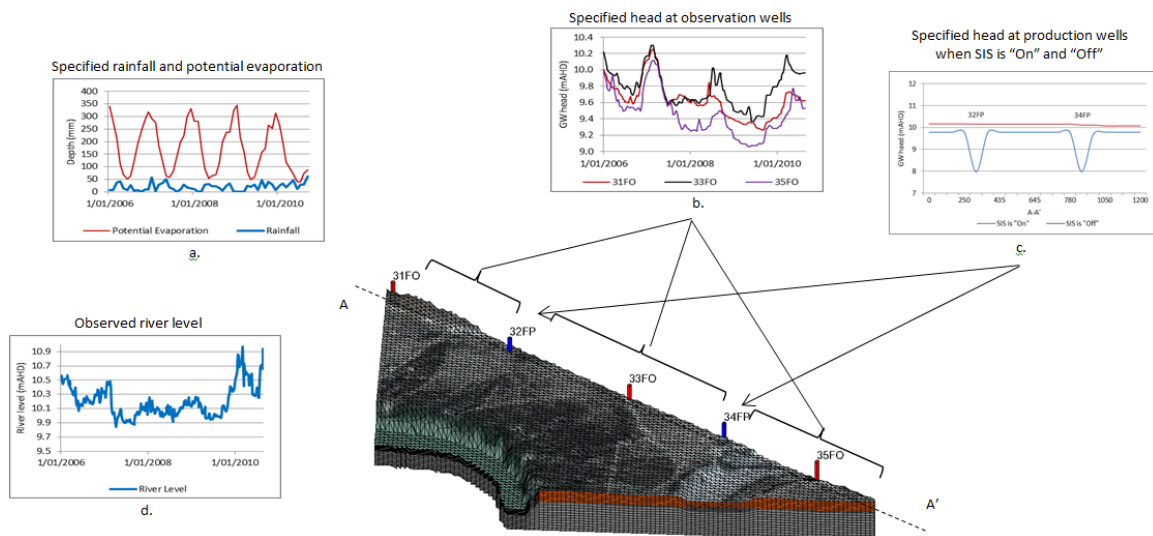 Specified rainfall and potential evaporation
400
350
300
250
200
150
100
50
0
Depth (mm)
1/01/2006
1/01/2008
1/01/2010
Potential Evaporation
Rainfall
a.
Specified head at observation wells
10.4
10.2
10.0
9.8
9.6
9.4
9.2
9.0
GW head (mAHD)
1/01/2006
1/01/2008
1/01/2010
31FO
33FO
35FO
b.
Specified head at production wells
when SIS is "On" and "Off"
12
11
10
9
8
7
GW haed (mAHD)
32FP
34FP
0
250
435
645
780
900
1050
1200
A-A'
SIS is "On"
SIS is "Off"
c.
Observed river level
10.9
10.7
10.5
10.3
10.1
9.9
9.7
9.5
River level (mAHD)
1/01/2006
1/01/2008
1/01/2010
River Level
d.
31FO
A
32FP
33FO
34FP
35FO
A'